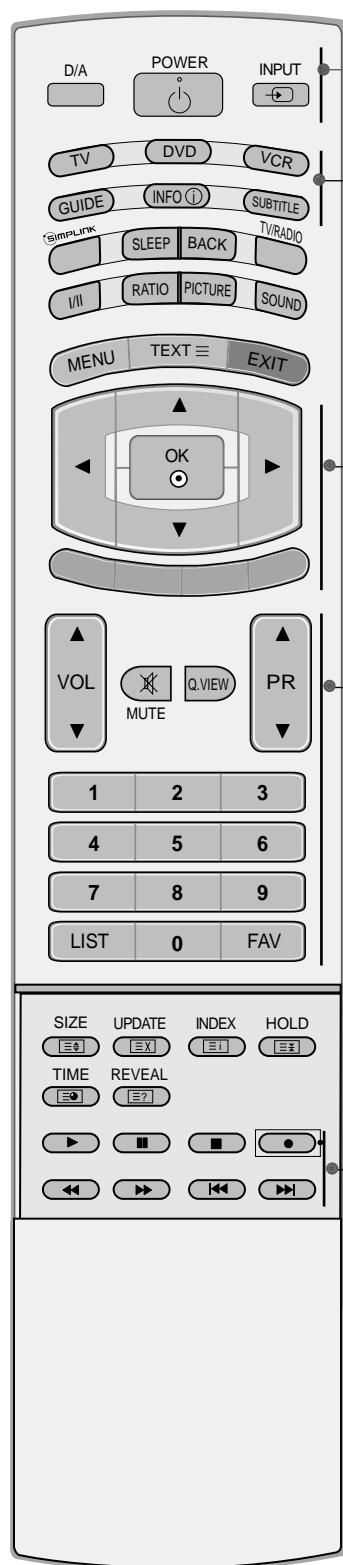 D/A POWER INPUT
TV DVD VCR
GUIDE INFO ⓘ SUBTITLE
SIMPLINK SLEEP BACK TV/RADIO
I/II RATIO PICTURE SOUND
MENU TEXT EXIT
OK
VOL MUTE Q.VIEW PR
1 2 3
4 5 6
7 8 9
LIST 0 FAV
SIZE UPDATE INDEX HOLD
X i
TIME REVEAL
?